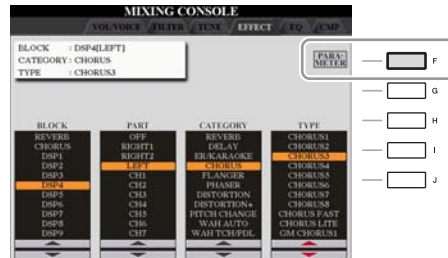 MIXING CONSOLE
VOL/VOICE FILTER TUNE EFFECT EQ CMP
BLOCK : DSP4[LEFT]
CATEGORY : CHORUS
TYPE : CHORUS3
PARA-
METER
F
G
H
I
J
BLOCK PART CATEGORY TYPE
REVERB OFF REVERB CHORUS1
CHORUS RIGHT1 DELAY CHORUS2
DSP1 RIGHT2 ER/KARAOKE CHORUS3
DSP2 LEFT CHORUS CHORUS4
DSP3 CH1 FLANGER CHORUS5
DSP4 CH2 PHASER CHORUS6
DSP5 CH3 DISTORTION CHORUS7
DSP6 CH4 DISTORTION+ CHORUS8
DSP7 CH5 PITCH CHANGE CHORUS FAST
DSP8 CH6 WAH AUTO CHORUS LITE
DSP9 CH7 WAH TCH/PDL GM CHORUS1